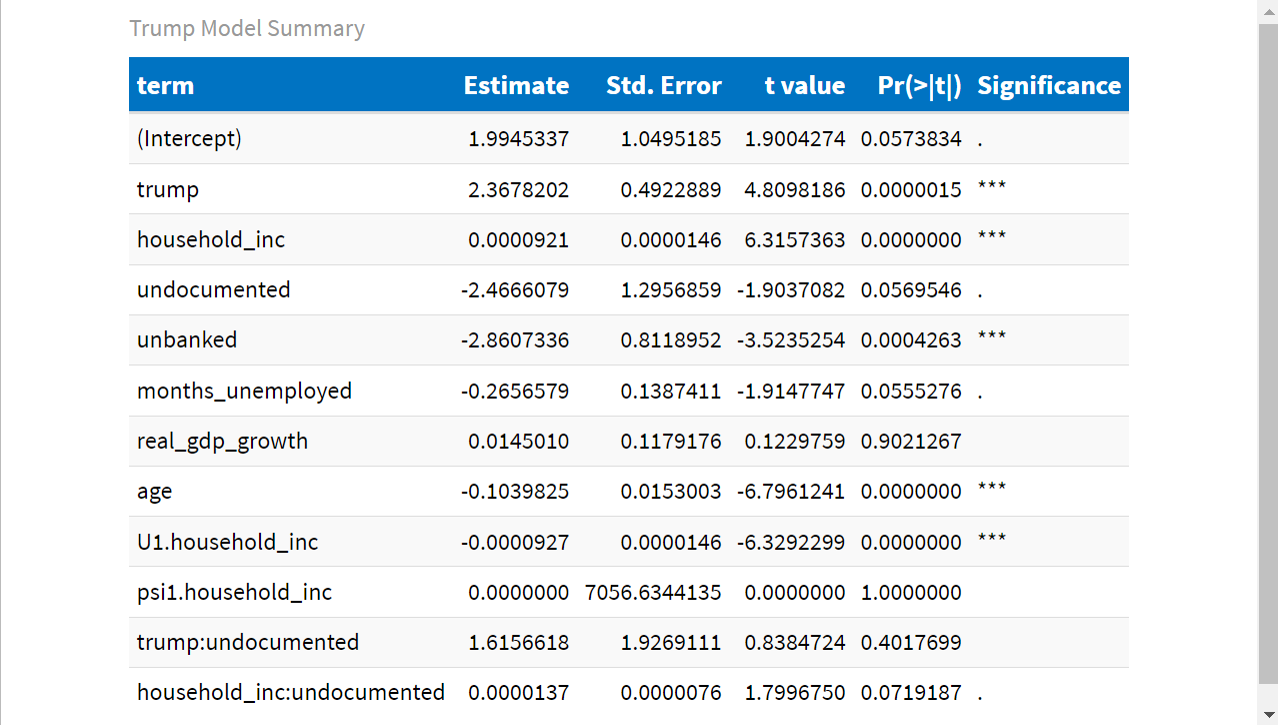 Trump Model Summary
term Estimate Std. Error t value Pr(>|t|) Significance
(Intercept) 1.9945337 1.0495185 1.9004274 0.0573834 .
trump 2.3678202 0.4922889 4.8098186 0.0000015 ***
household_inc 0.0000921 0.0000146 6.3157363 0.0000000 ***
undocumented -2.4666079 1.2956859 -1.9037082 0.0569546 .
unbanked -2.8607336 0.8118952 -3.5235254 0.0004263 ***
months_unemployed -0.2656579 0.1387411 -1.9147747 0.0555276 .
real_gdp_growth 0.0145010 0.1179176 0.1229759 0.9021267
age -0.1039825 0.0153003 -6.7961241 0.0000000 ***
U1.household_inc -0.0000927 0.0000146 -6.3292299 0.0000000 ***
psi1.household_inc 0.0000000 7056.6344135 0.0000000 1.0000000
trump:undocumented 1.6156618 1.9269111 0.8384724 0.4017699
household_inc:undocumented 0.0000137 0.0000076 1.7996750 0.0719187 .